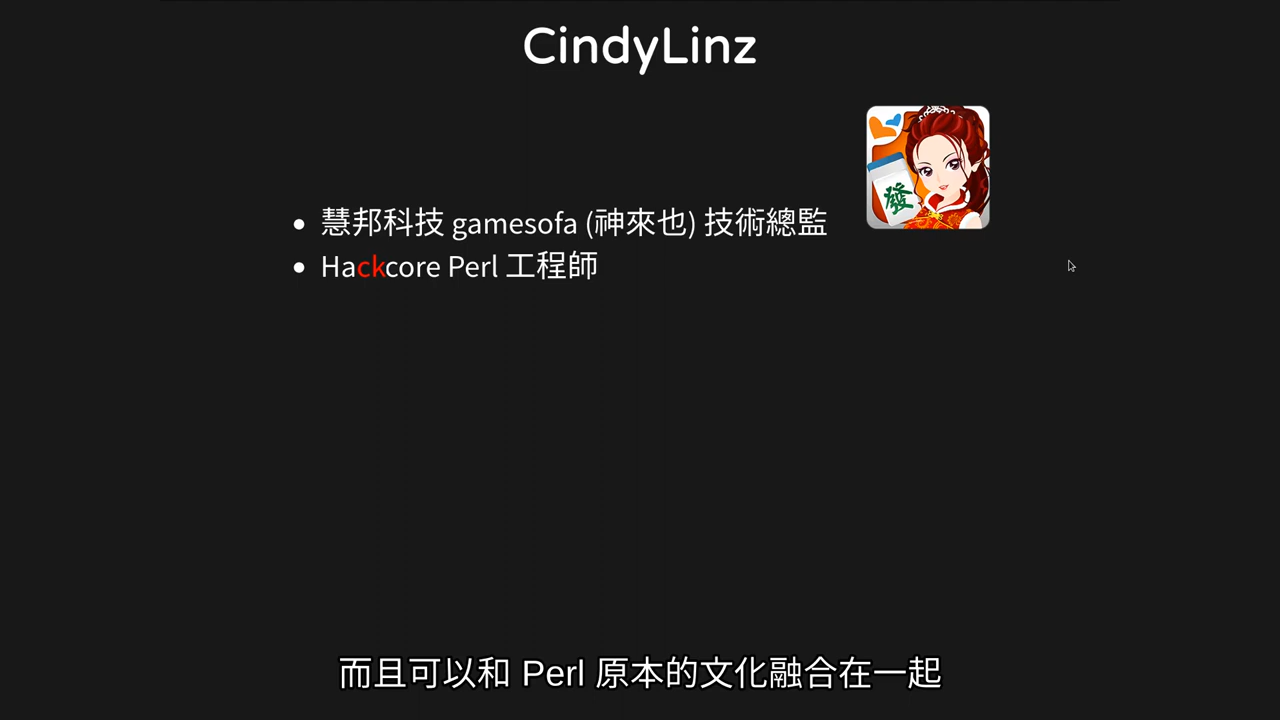 CindyLinz
發
慧邦科技 gamesofa (神來也) 技術總監
Hackcore Perl 工程師
而且可以和 Perl 原本的文化融合在一起